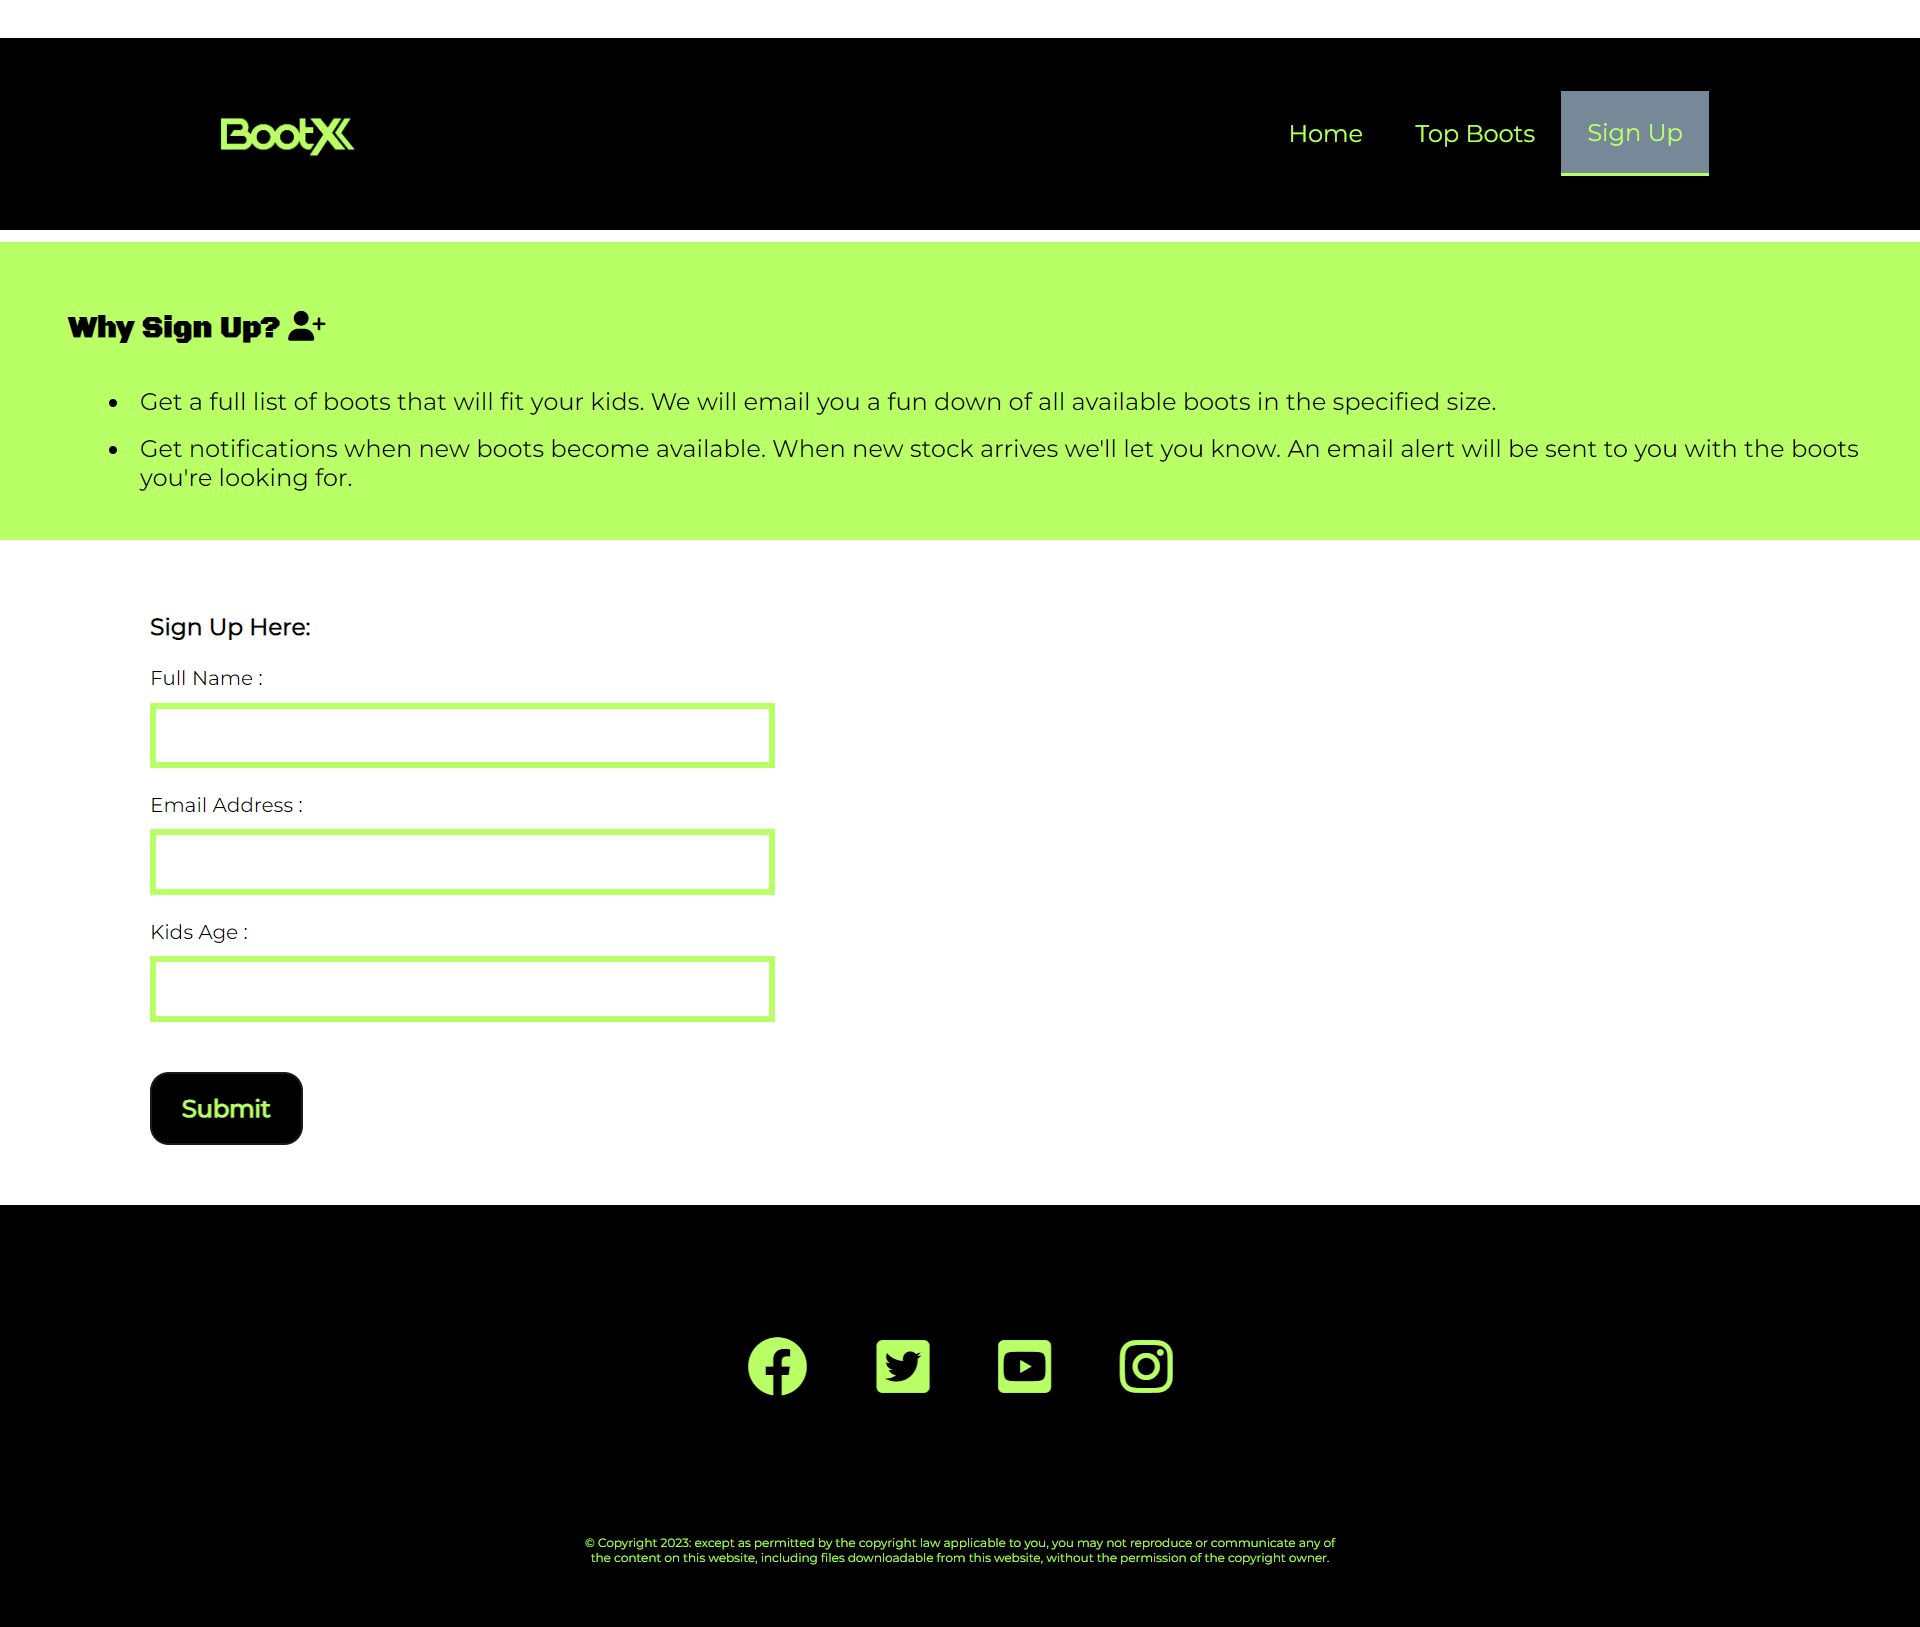 BootX
Home
Top Boots
Sign Up
Why Sign Up?
Get a full list of boots that will fit your kids. We will email you a fun down of all available boots in the specified size.
Get notifications when new boots become available. When new stock arrives we'll let you know. An email alert will be sent to you with the boots
you're looking for.
Sign Up Here:
Full Name :
Email Address :
Kids Age :
Submit
© Copyright 2023: except as permitted by the copyright law applicable to you, you may not reproduce or communicate any of
the content on this website, including files downloadable from this website, without the permission of the copyright owner.